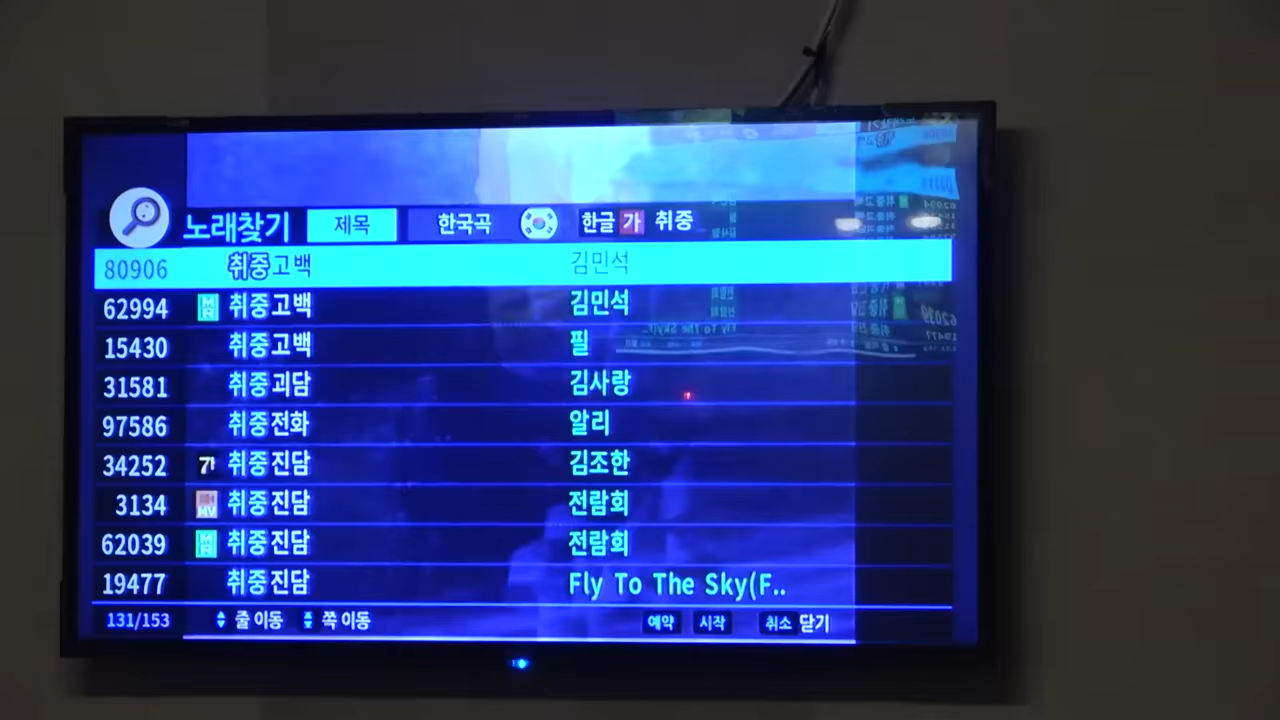 노래찾기 제목 한국곡 한글 가 취중_
80906 취중고백 김민석
62994 MR 취중고백 김민석
15430 취중고백 필
31581 취중괴담 김사랑
97586 취중전화 알리
34252 가 취중진담 김조한
3134 MV 취중진담 전람회
62039 MR 취중진담 전람회
19477 취중진담 Fly To The Sky(F..
131/153 줄 이동 쪽 이동 예약 시작 취소 닫기